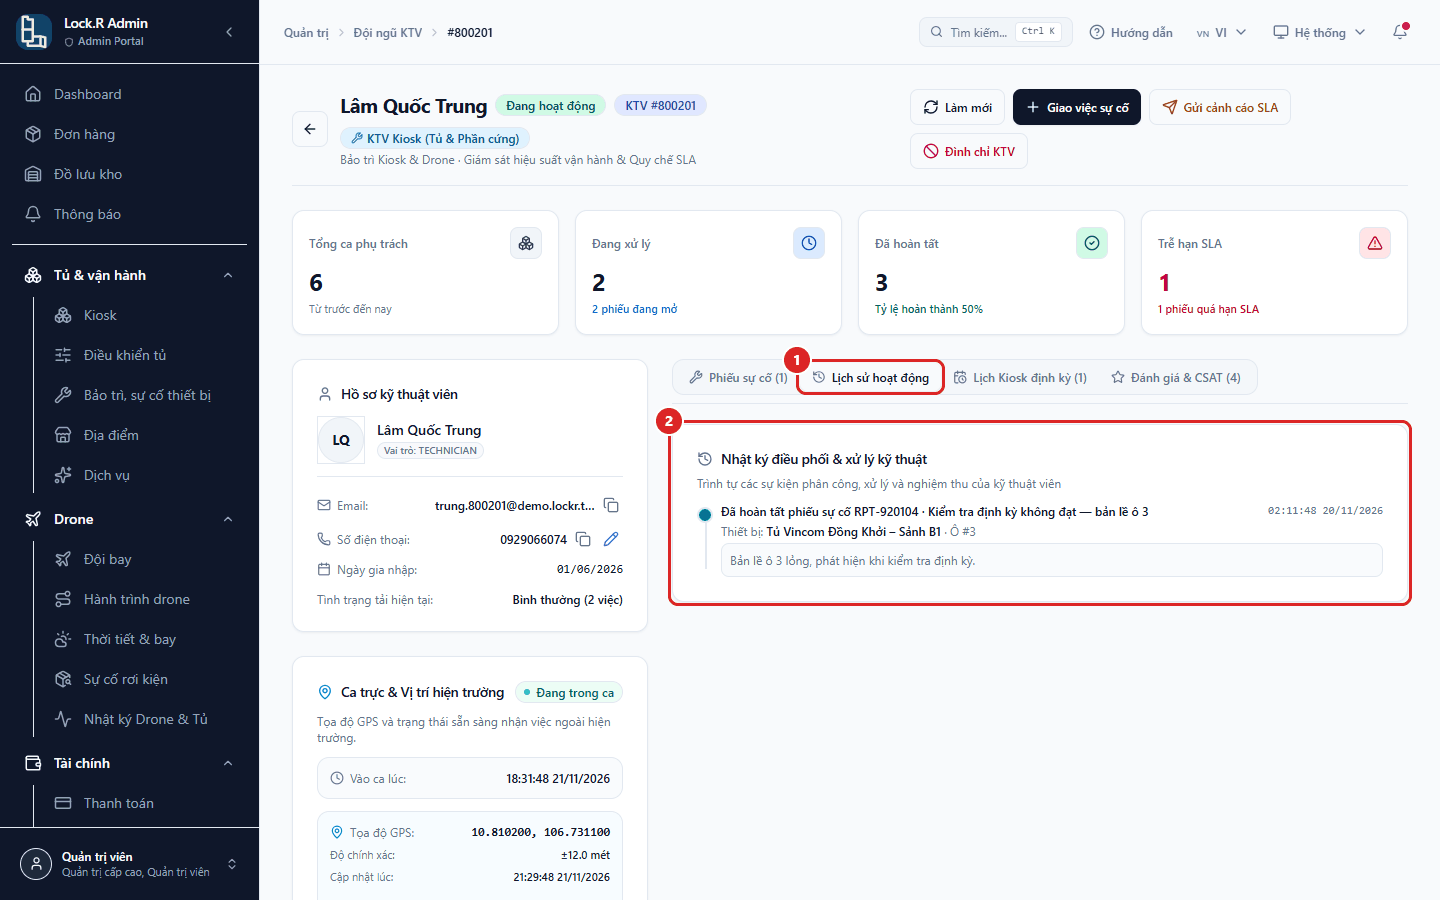 Lock.R Admin
Admin Portal
Dashboard
Đơn hàng
Đồ lưu kho
Thông báo
Tủ & vận hành
Kiosk
Điều khiển tủ
Bảo trì, sự cố thiết bị
Địa điểm
Dịch vụ
Drone
Đội bay
Hành trình drone
Thời tiết & bay
Sự cố rơi kiện
Nhật ký Drone & Tủ
Tài chính
Thanh toán
Quản trị viên
Quản trị cấp cao, Quản trị viên
Quản trị > Đội ngũ KTV > #800201
Tìm kiếm... Ctrl K
Hướng dẫn
VN VI
Hệ thống
Lâm Quốc Trung Đang hoạt động KTV #800201
KTV Kiosk (Tủ & Phần cứng)
Bảo trì Kiosk & Drone · Giám sát hiệu suất vận hành & Quy chế SLA
Làm mới
Giao việc sự cố
Gửi cảnh cáo SLA
Đình chỉ KTV
Tổng ca phụ trách
6
Từ trước đến nay
Đang xử lý
2
2 phiếu đang mở
Đã hoàn tất
3
Tỷ lệ hoàn thành 50%
Trễ hạn SLA
1
1 phiếu quá hạn SLA
Hồ sơ kỹ thuật viên
LQ
Lâm Quốc Trung
Vai trò: TECHNICIAN
Email: trung.800201@demo.lockr.t...
Số điện thoại: 0929066074
Ngày gia nhập: 01/06/2026
Tình trạng tải hiện tại: Bình thường (2 việc)
Ca trực & Vị trí hiện trường Đang trong ca
Tọa độ GPS và trạng thái sẵn sàng nhận việc ngoài hiện
trường.
Vào ca lúc: 18:31:48 21/11/2026
Tọa độ GPS: 10.810200, 106.731100
Độ chính xác: ±12.0 mét
Cập nhật lúc: 21:29:48 21/11/2026
1
Phiếu sự cố (1)
Lịch sử hoạt động
Lịch Kiosk định kỳ (1)
Đánh giá & CSAT (4)
2
Nhật ký điều phối & xử lý kỹ thuật
Trình tự các sự kiện phân công, xử lý và nghiệm thu của kỹ thuật viên
Đã hoàn tất phiếu sự cố RPT-920104 · Kiểm tra định kỳ không đạt — bản lề ô 3 02:11:48 20/11/2026
Thiết bị: Tủ Vincom Đồng Khởi – Sảnh B1 · Ô #3
Bản lề ô 3 lỏng, phát hiện khi kiểm tra định kỳ.